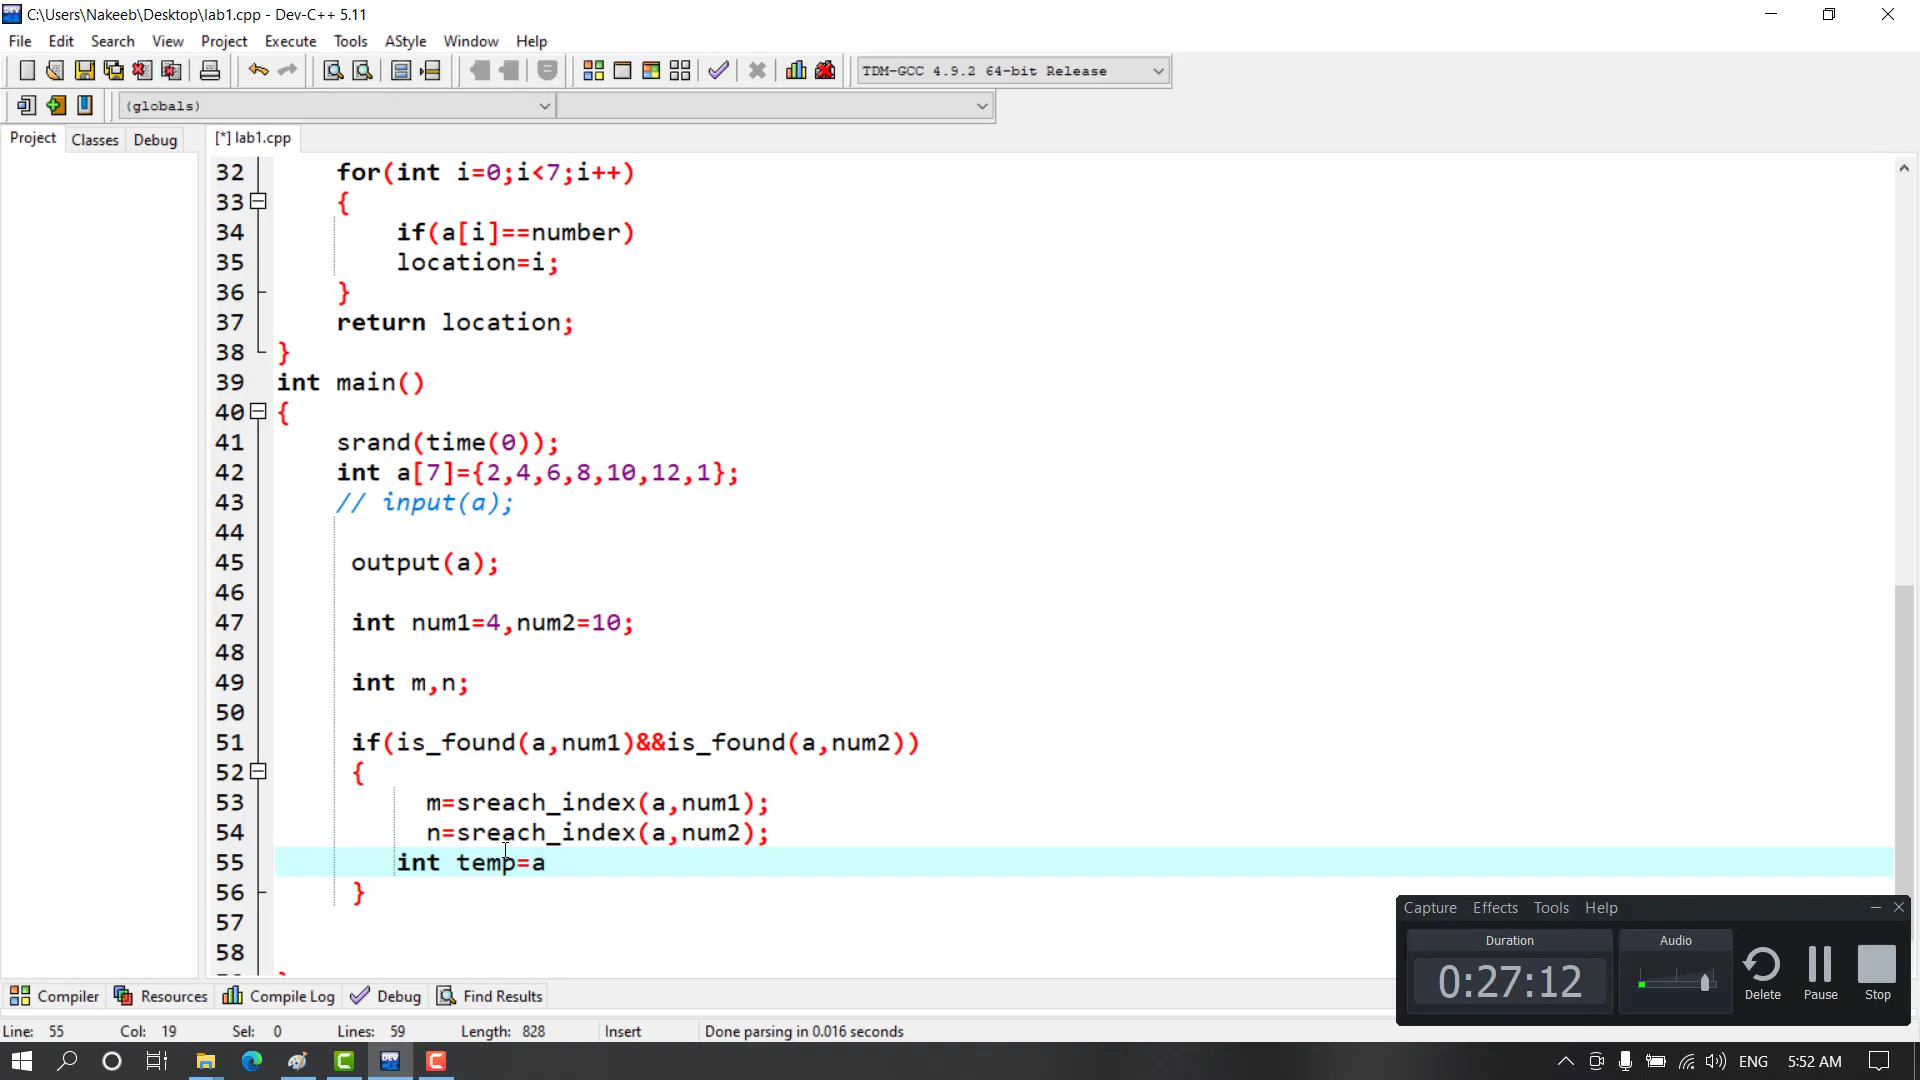 C:\Users\Nakeeb\Desktop\lab1.cpp - Dev-C++ 5.11
File Edit Search View Project Execute Tools AStyle Window Help
TDM-GCC 4.9.2 64-bit Release
(globals)
Project Classes Debug [*] lab1.cpp
32 for(int i=0;i<7;i++)
33 {
34 if(a[i]==number)
35 location=i;
36 }
37 return location;
38 }
39 int main()
40 {
41 srand(time(0));
42 int a[7]={2,4,6,8,10,12,1};
43 // input(a);
44
45 output(a);
46
47 int num1=4,num2=10;
48
49 int m,n;
50
51 if(is_found(a,num1)&&is_found(a,num2))
52 {
53 m=sreach_index(a,num1);
54 n=sreach_index(a,num2);
55 int temp=a
56 }
57
58
Capture Effects Tools Help
Duration Audio
0:27:12
Delete Pause Stop
Compiler Resources Compile Log Debug Find Results
Line: 55 Col: 19 Sel: 0 Lines: 59 Length: 828 Insert Done parsing in 0.016 seconds
DEV
ENG 5:52 AM